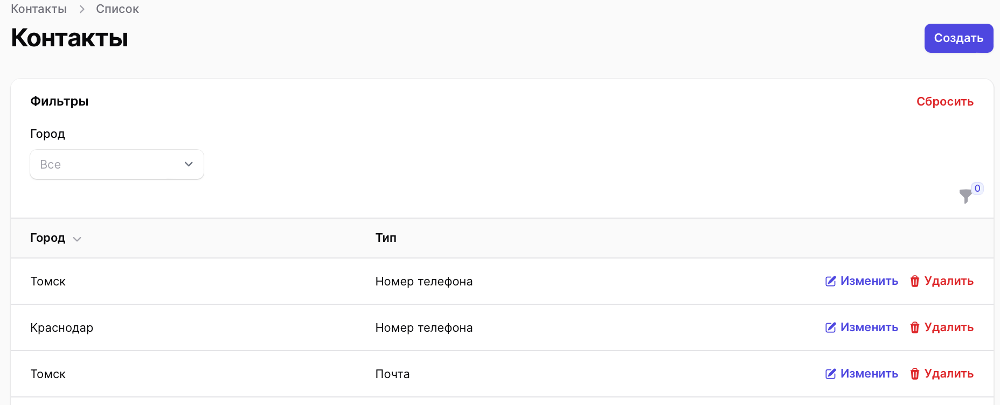 Контакты Список
Контакты
Создать
Фильтры
Сбросить
Город
Все
0
Город Тип
Томск Номер телефона Изменить Удалить
Краснодар Номер телефона Изменить Удалить
Томск Почта Изменить Удалить